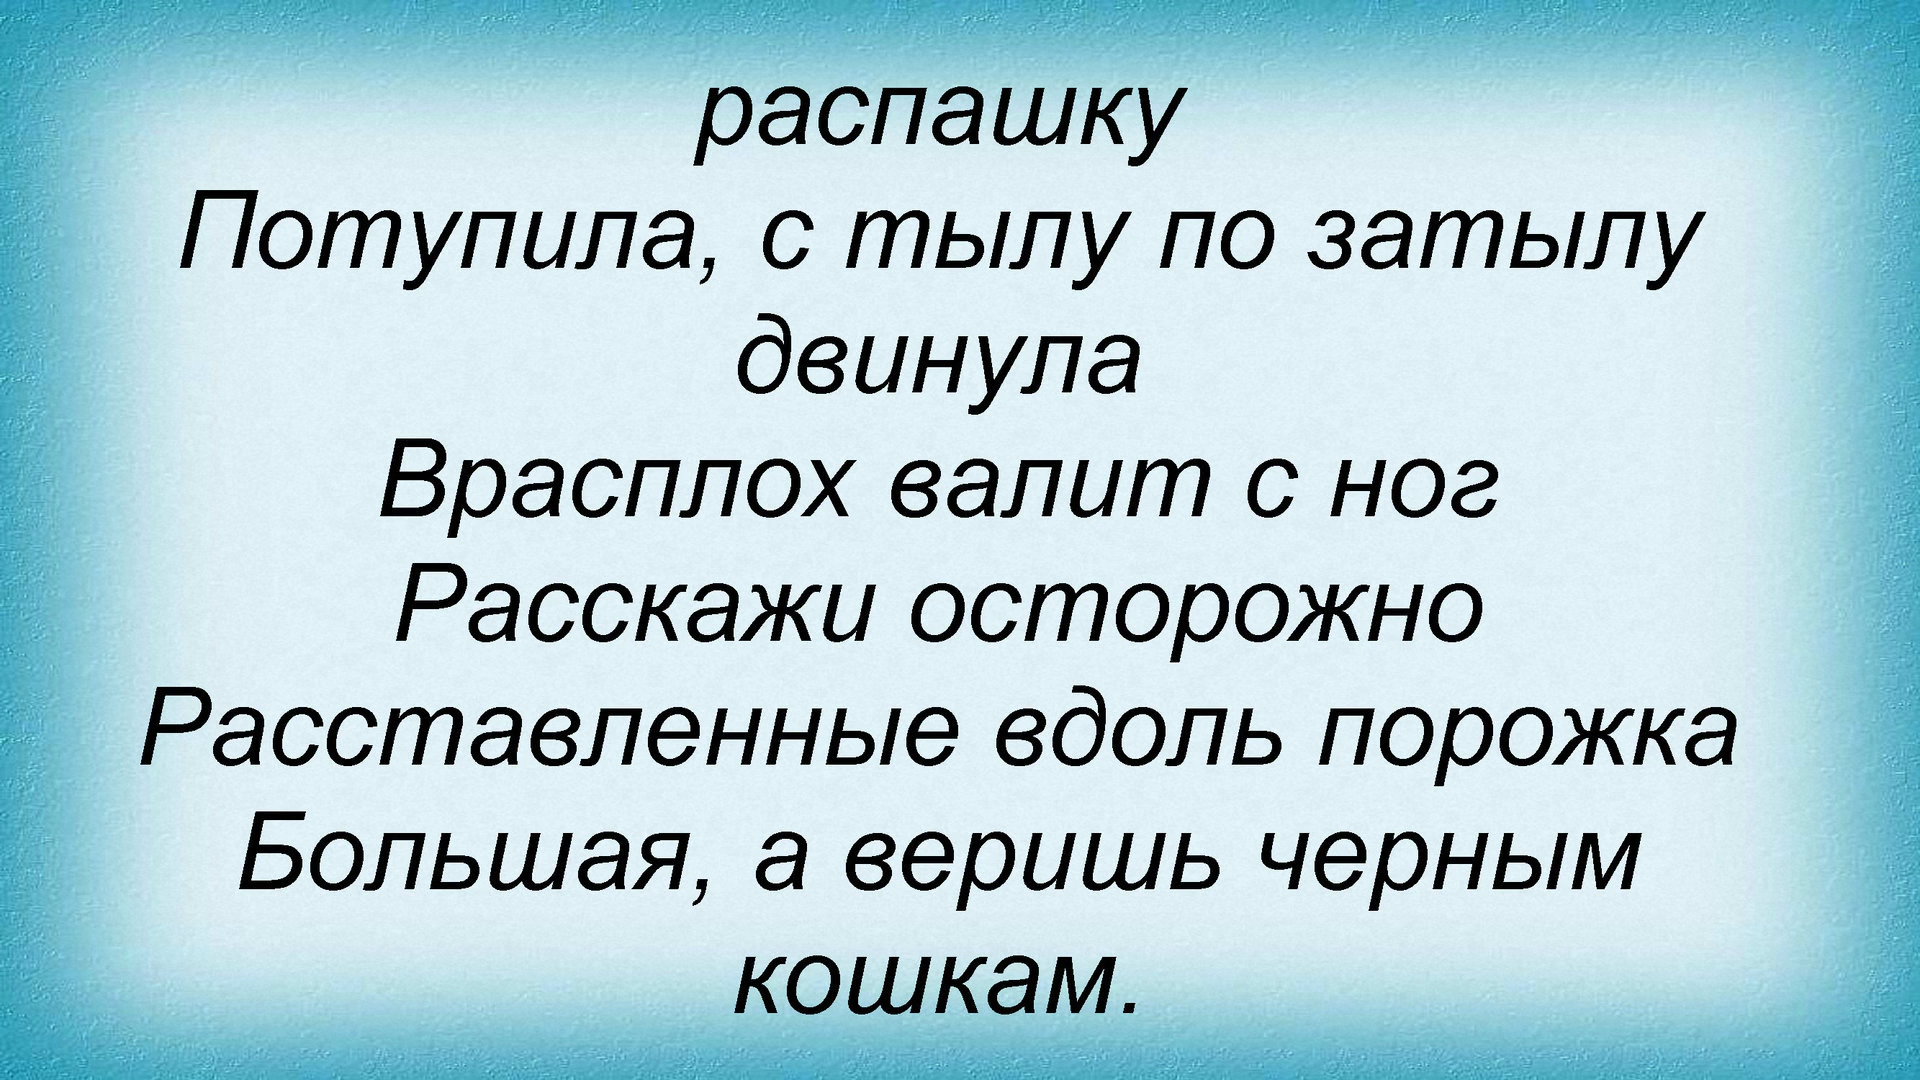 распашку
Потупила, с тылу по затылу
двинула
Врасплох валит с ног
Расскажи осторожно
Расставленные вдоль порожка
Большая, а веришь черным
кошкам.